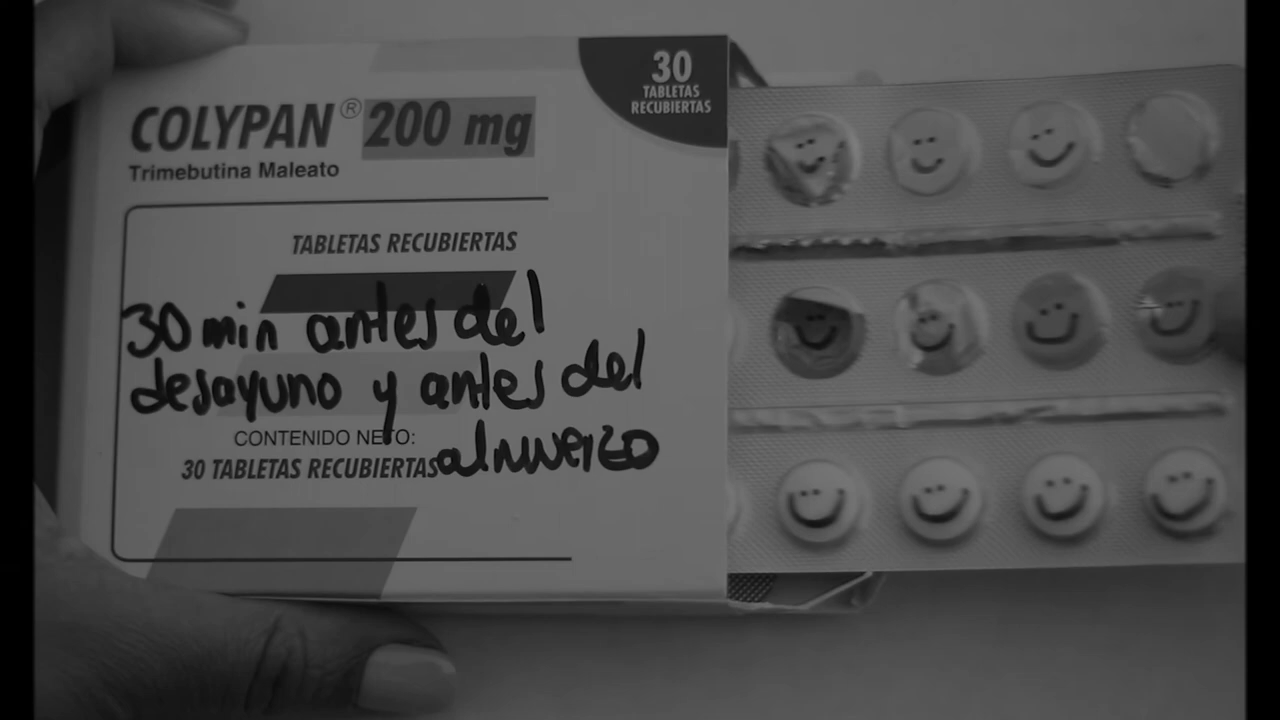 COLYPAN® 200 mg
Trimebutina Maleato
30
TABLETAS
RECUBIERTAS
TABLETAS RECUBIERTAS
30 min antes del
desayuno y antes del
almuerzo
CONTENIDO NETO:
30 TABLETAS RECUBIERTAS